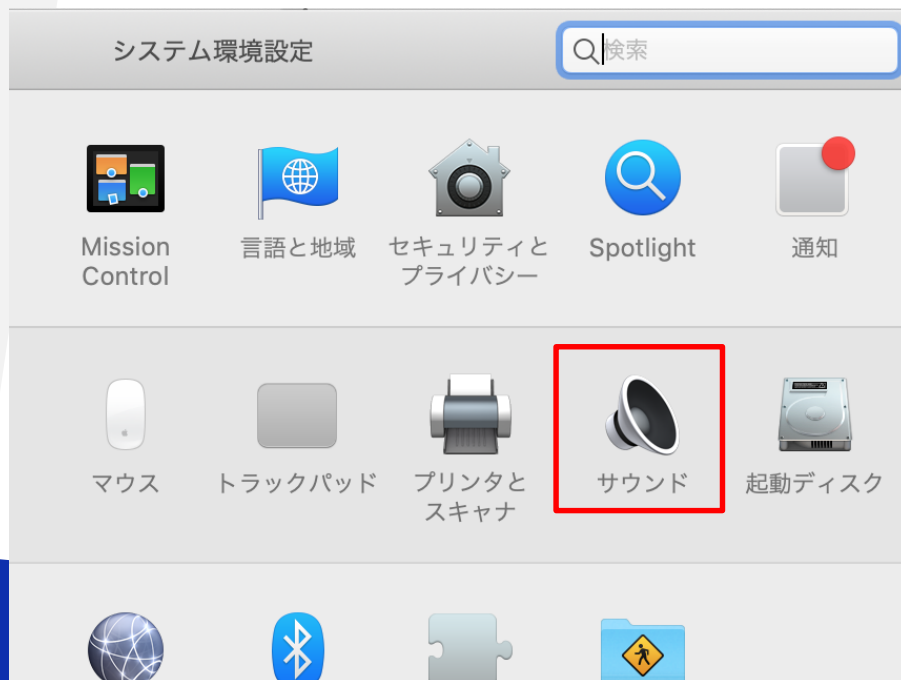 システム環境設定
検索
Mission
Control
言語と地域
セキュリティと
プライバシー
Spotlight
通知
マウス
トラックパッド
プリンタと
スキャナ
サウンド
起動ディスク